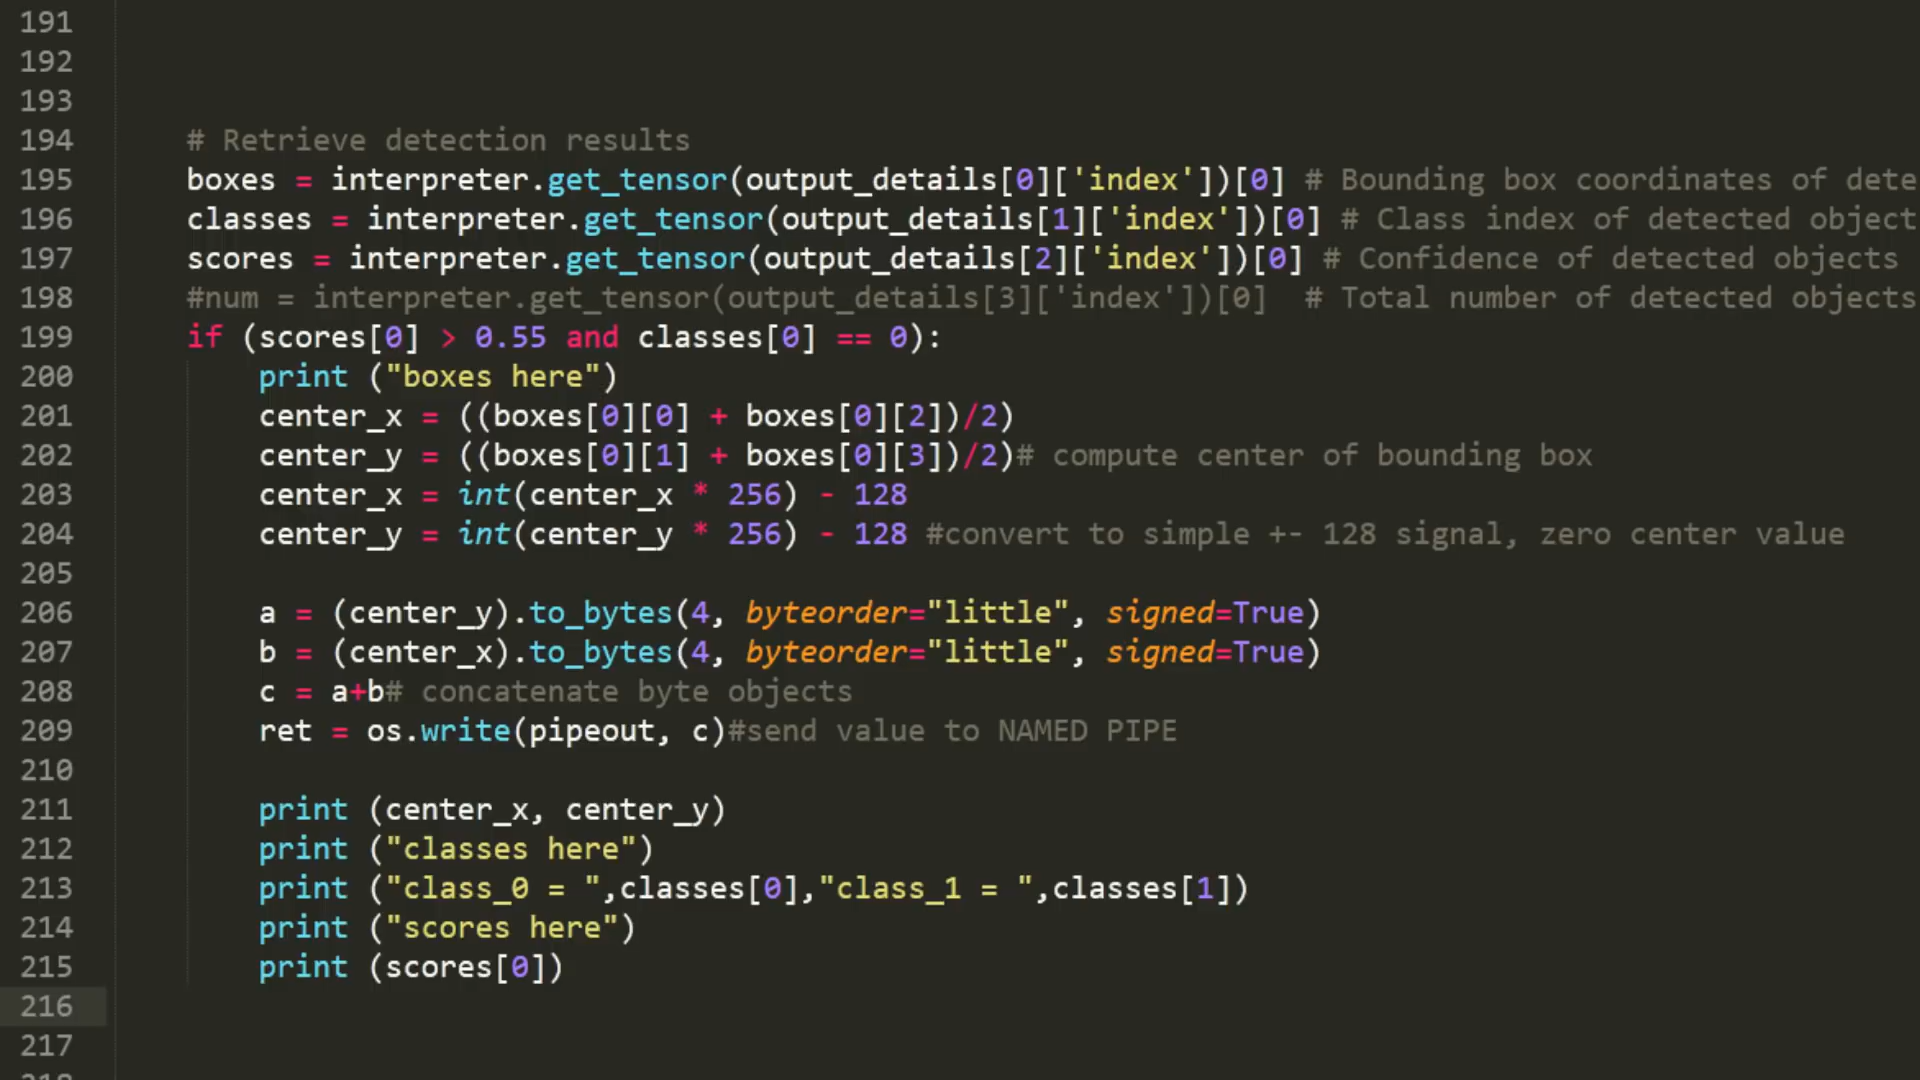 191
192
193
194 # Retrieve detection results
195 boxes = interpreter.get_tensor(output_details[0]['index'])[0] # Bounding box coordinates of dete
196 classes = interpreter.get_tensor(output_details[1]['index'])[0] # Class index of detected object
197 scores = interpreter.get_tensor(output_details[2]['index'])[0] # Confidence of detected objects
198 #num = interpreter.get_tensor(output_details[3]['index'])[0]  # Total number of detected objects
199 if (scores[0] > 0.55 and classes[0] == 0):
200     print ("boxes here")
201     center_x = ((boxes[0][0] + boxes[0][2])/2)
202     center_y = ((boxes[0][1] + boxes[0][3])/2)# compute center of bounding box
203     center_x = int(center_x * 256) - 128
204     center_y = int(center_y * 256) - 128 #convert to simple +- 128 signal, zero center value
205
206     a = (center_y).to_bytes(4, byteorder="little", signed=True)
207     b = (center_x).to_bytes(4, byteorder="little", signed=True)
208     c = a+b# concatenate byte objects
209     ret = os.write(pipeout, c)#send value to NAMED PIPE
210
211     print (center_x, center_y)
212     print ("classes here")
213     print ("class_0 = ",classes[0],"class_1 = ",classes[1])
214     print ("scores here")
215     print (scores[0])
216
217